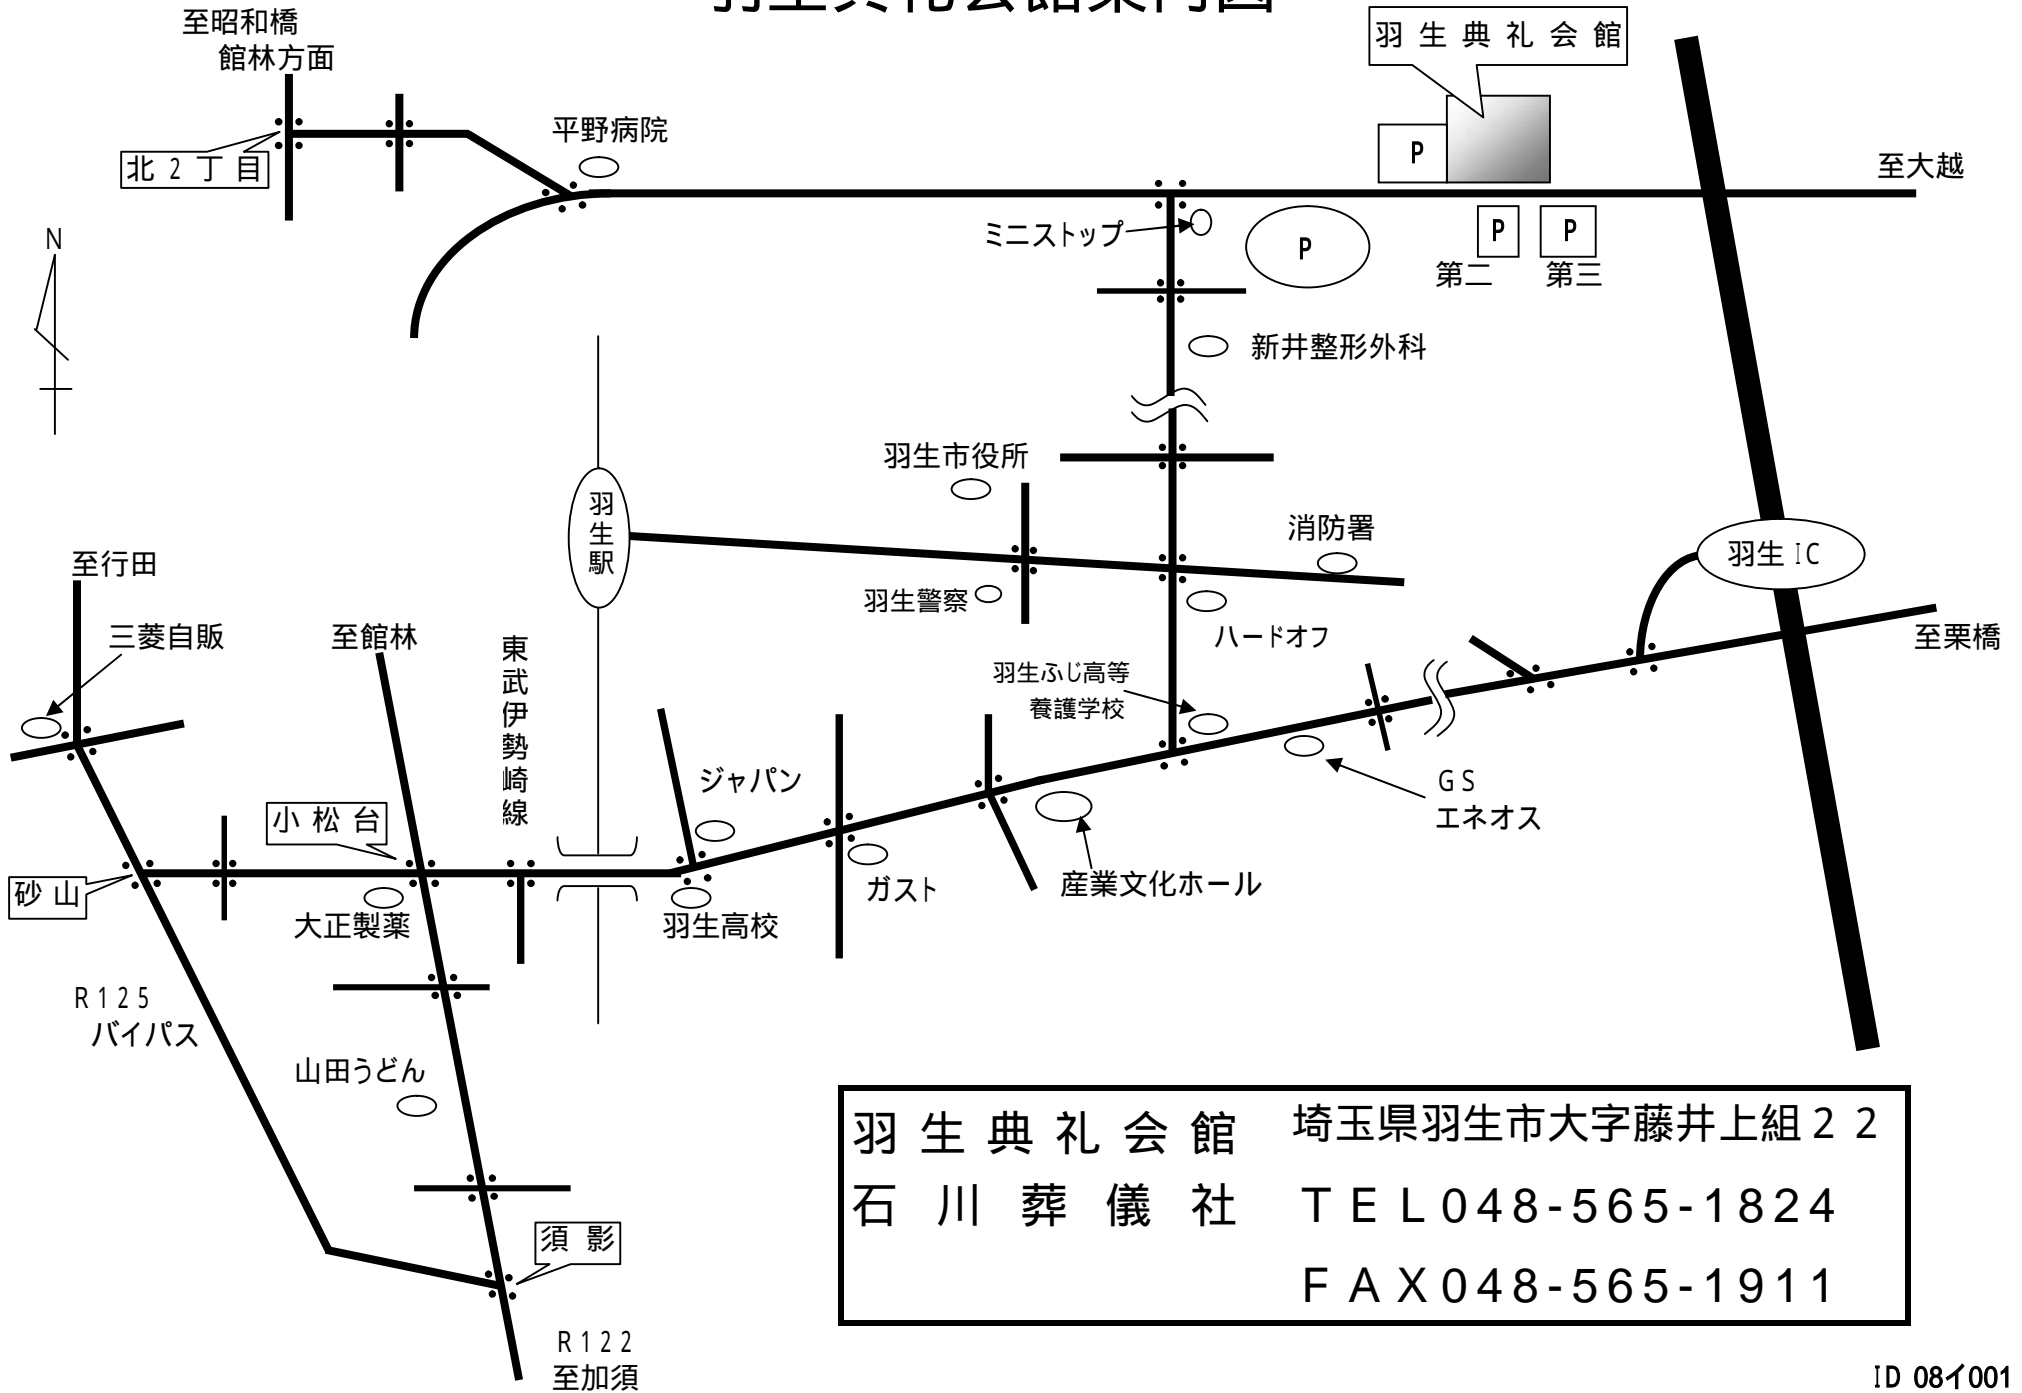 羽生典礼会館案内図
至昭和橋
館林方面
羽生典礼会館
平野病院
北2丁目
P
至大越
N
ミニストップ
P
P
P
第二
第三
新井整形外科
羽生市役所
羽生駅
消防署
至行田
羽生IC
羽生警察
三菱自販
至館林
東武伊勢崎線
ハードオフ
至栗橋
羽生ふじ高等
養護学校
ジャパン
GS
エネオス
小松台
砂山
大正製薬
羽生高校
ガスト
産業文化ホール
R125
バイパス
山田うどん
羽生典礼会館 埼玉県羽生市大字藤井上組22
石川葬儀社 TEL048-565-1824
FAX048-565-1911
須影
R122
至加須
ID 08イ001